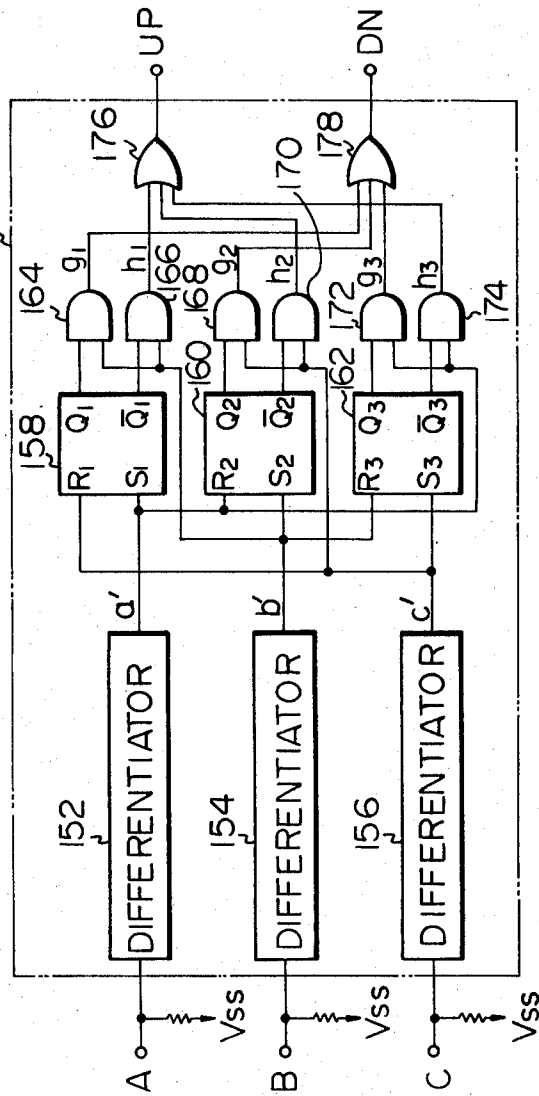 A
Vss
152
DIFFERENTIATOR
a'
B
Vss
154
DIFFERENTIATOR
b'
C
Vss
156
DIFFERENTIATOR
c'
158
R1 Q1
S1 Q̅1
160
R2 Q2
S2 Q̅2
162
R3 Q3
S3 Q̅3
164
g1
h1
166
168
g2
h2
170
172
g3
h3
174
176
UP
178
DN